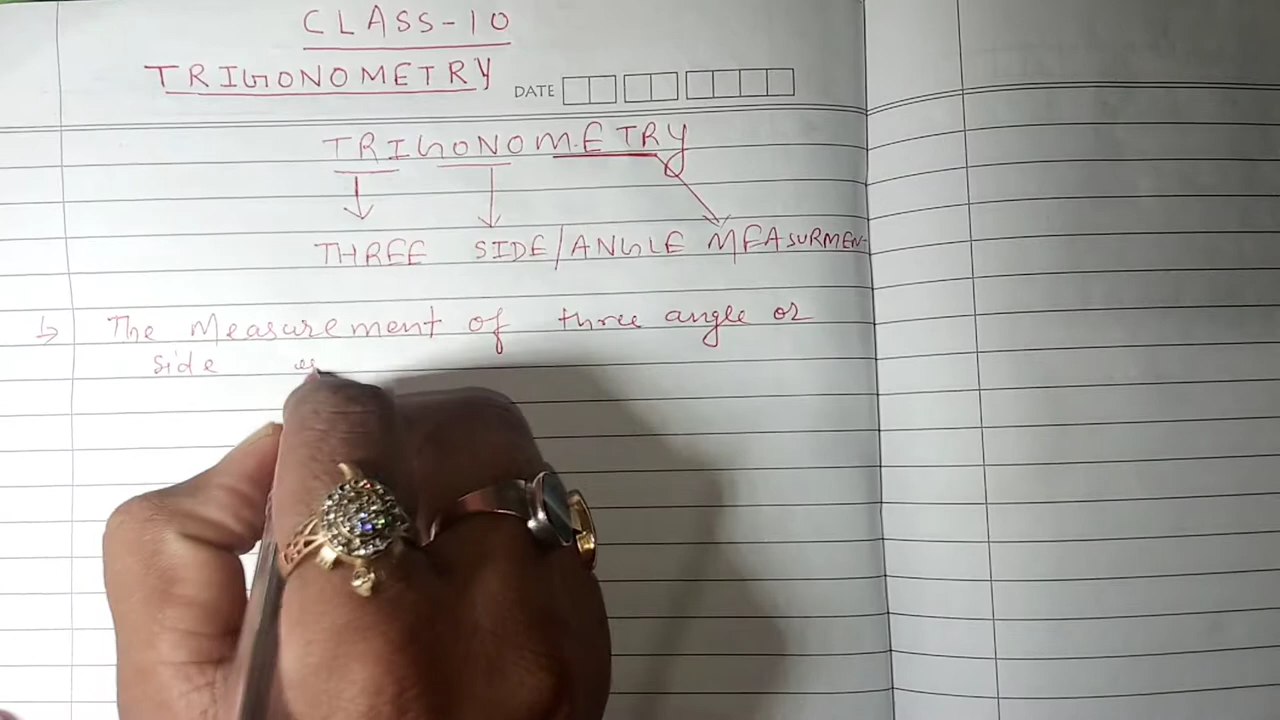 CLASS-10
TRIGONOMETRY DATE
TRIGONOMETRY
THREE SIDE/ANGLE MEASURMEN
The Measurement of three angle or
side